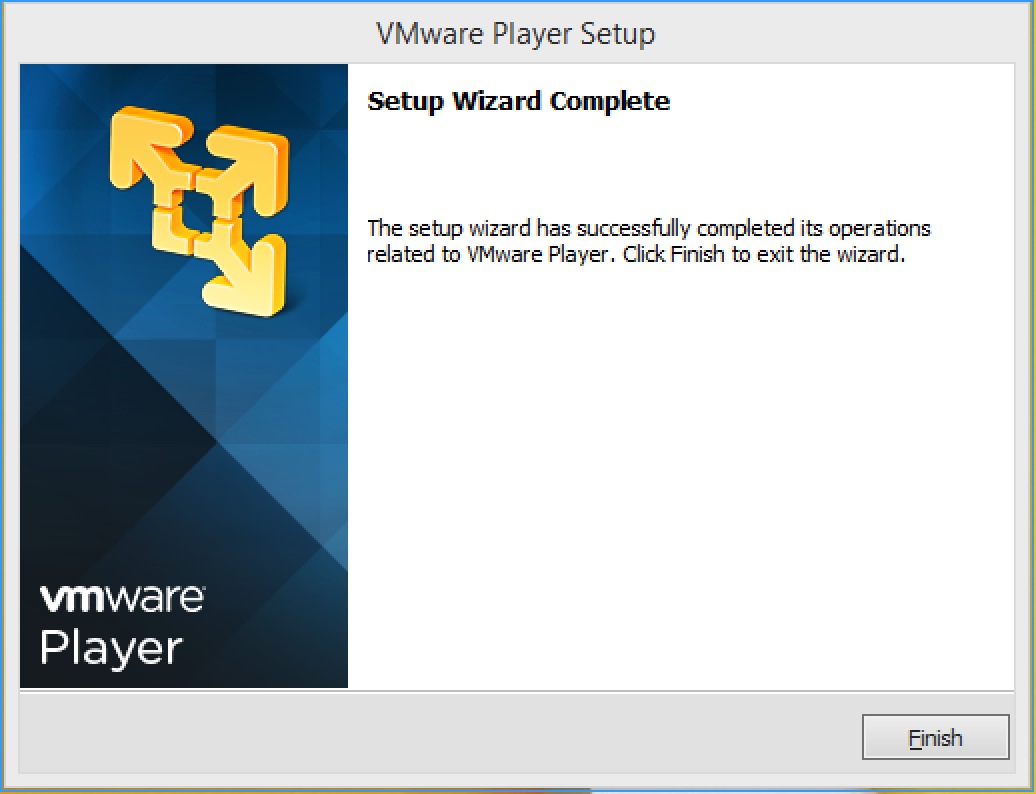 VMware Player Setup
Setup Wizard Complete
The setup wizard has successfully completed its operations
related to VMware Player. Click Finish to exit the wizard.
vmware
Player
Finish